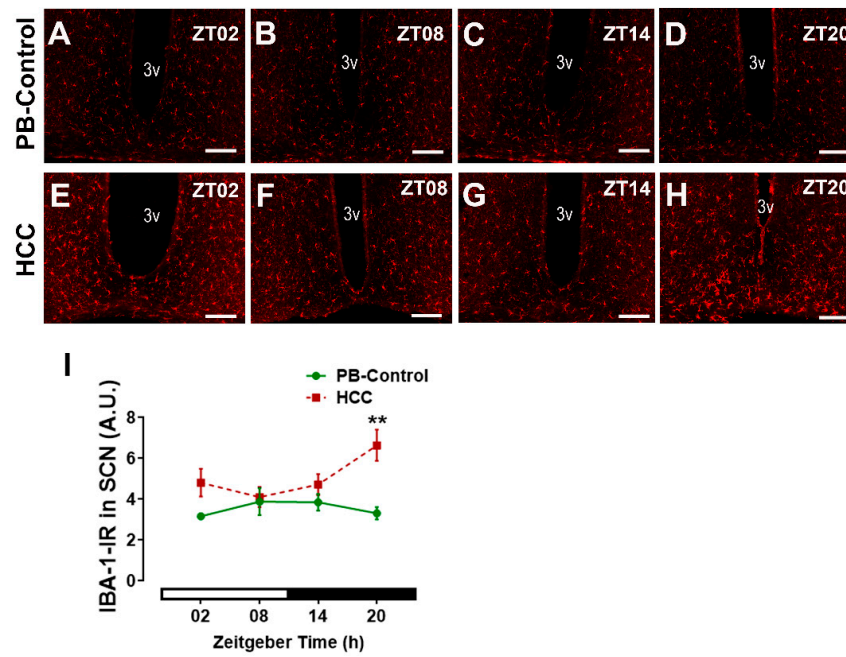 PB-Control
A ZT02 3v
B ZT08 3v
C ZT14 3v
D ZT20 3v
HCC
E ZT02 3v
F ZT08 3v
G ZT14 3v
H ZT20 3v
I
PB-Control
HCC
IBA-1-IR in SCN (A.U.)
8
6
4
2
0
**
02 08 14 20
Zeitgeber Time (h)